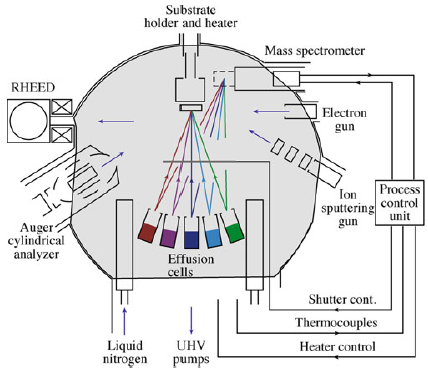 Substrate
holder and heater
Mass spectrometer
RHEED
Electron
gun
Ion
sputtering
gun
Process
control
unit
Auger
cylindrical
analyzer
Effusion
cells
Shutter cont.
Thermocouples
Heater control
Liquid
nitrogen
UHV
pumps